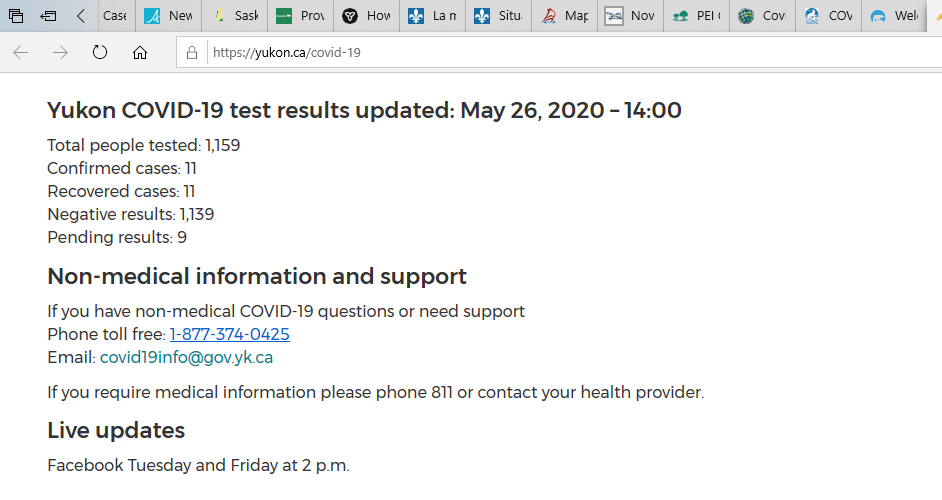 Case
New
Sask
Prov
How
La m
Situ
Map
Nov
PEI
Cov
COV
Wel
https://yukon.ca/covid-19
Yukon COVID-19 test results updated: May 26, 2020 – 14:00
Total people tested: 1,159
Confirmed cases: 11
Recovered cases: 11
Negative results: 1,139
Pending results: 9
Non-medical information and support
If you have non-medical COVID-19 questions or need support
Phone toll free: 1-877-374-0425
Email: covid19info@gov.yk.ca
If you require medical information please phone 811 or contact your health provider.
Live updates
Facebook Tuesday and Friday at 2 p.m.